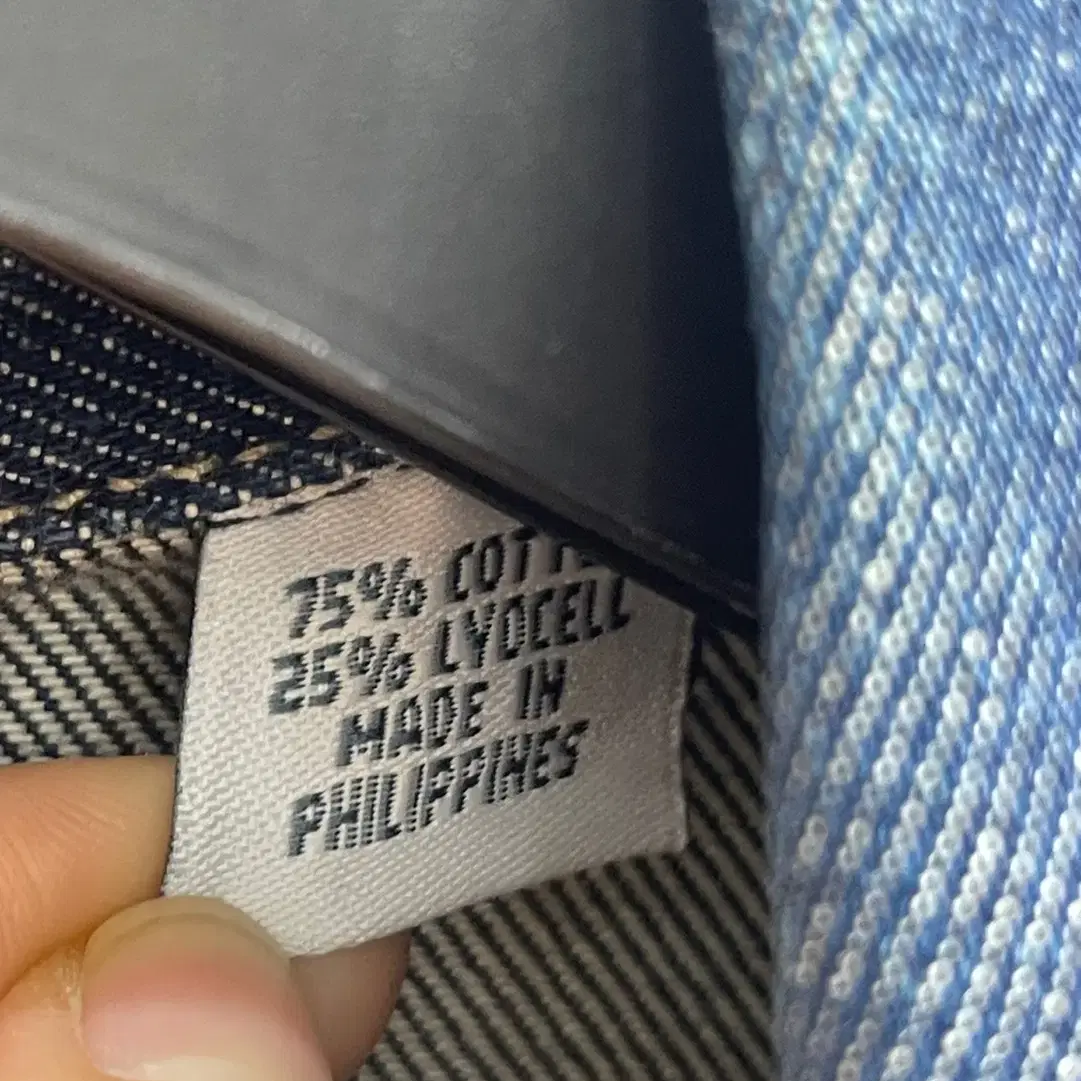 75% COTT
25% LYOCELL
MADE IN
PHILIPPINES